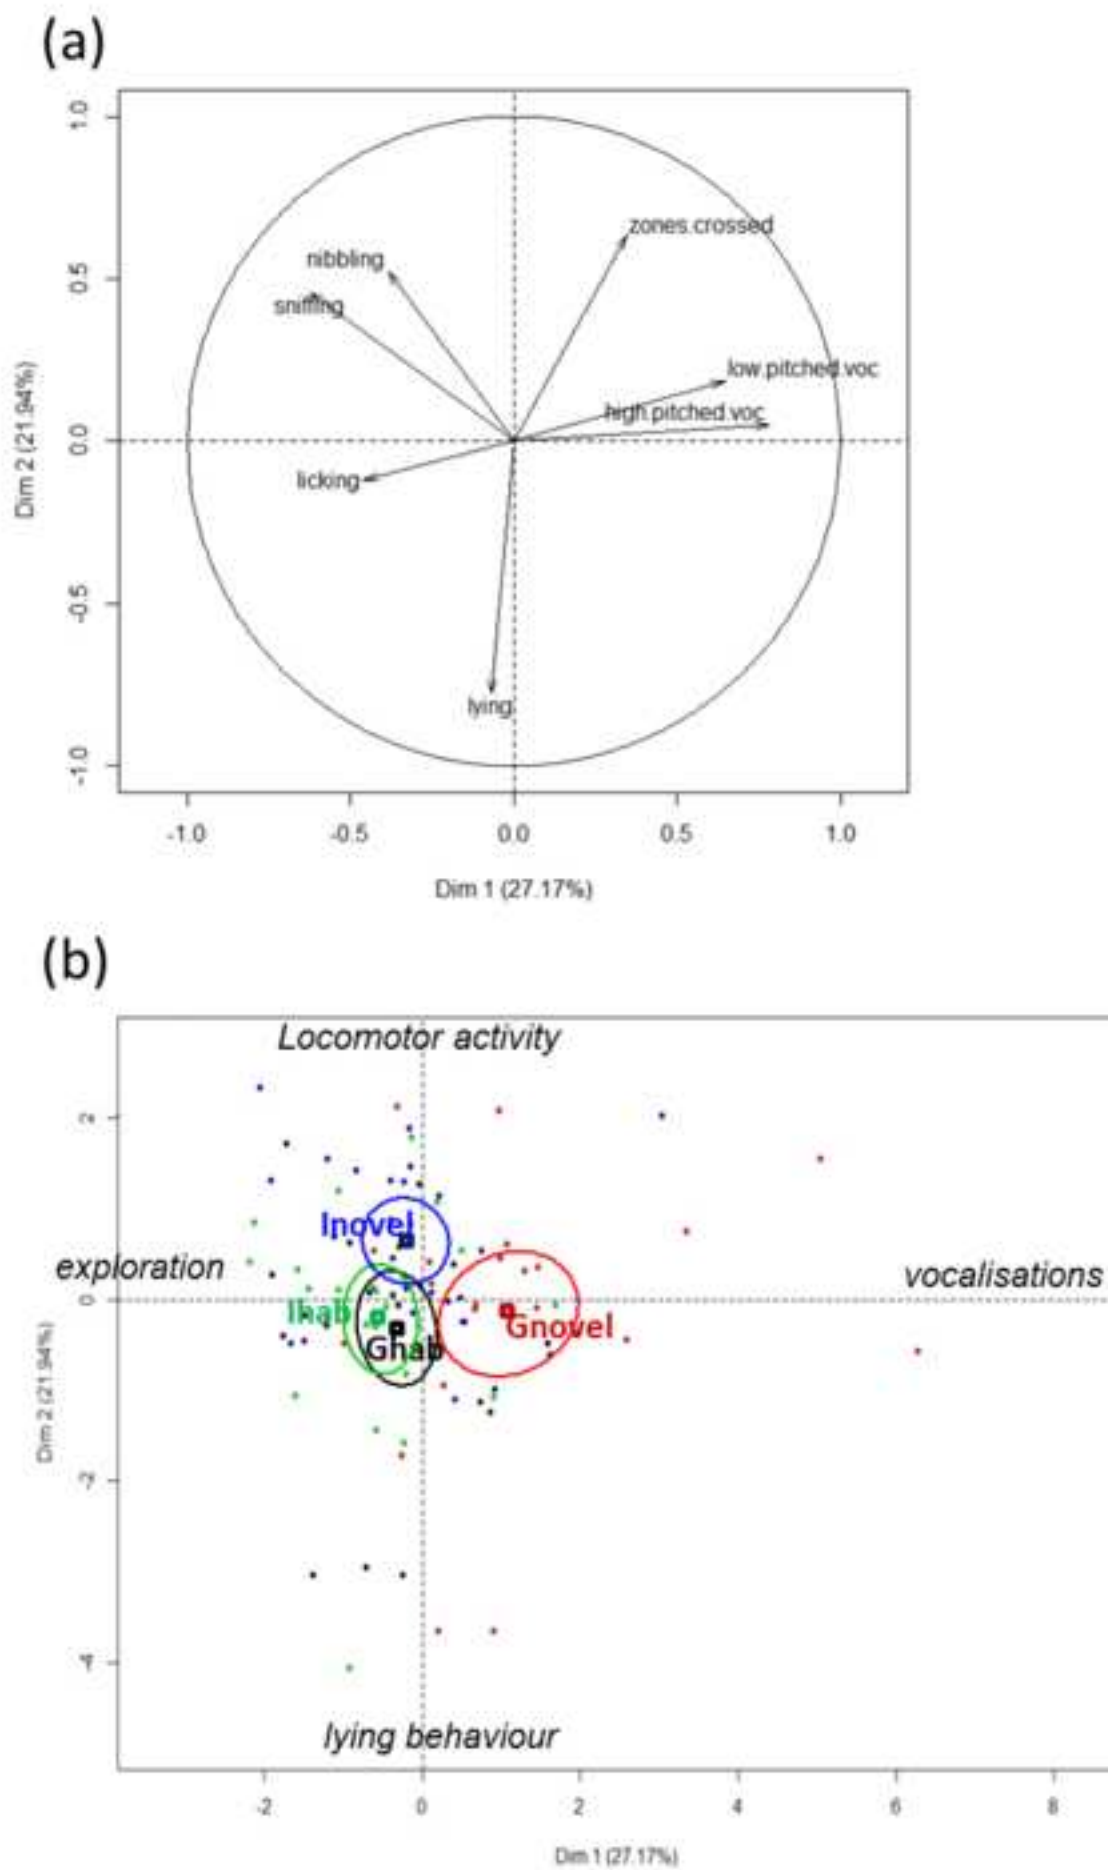 (a)
1.0
zones.crossed
nibbling
0.5
sniffing
low.pitched.voc
high.pitched.voc
Dim 2 (21.94%)
0.0
licking
-0.5
lying
-1.0
-1.0 -0.5 0.0 0.5 1.0
Dim 1 (27.17%)
(b)
Locomotor activity
2
Inovel
exploration
vocalisations
0
Ihab
Gnovel
Ghab
Dim 2 (21.94%)
-2
-4
lying behaviour
-2 0 2 4 6 8
Dim 1 (27.17%)